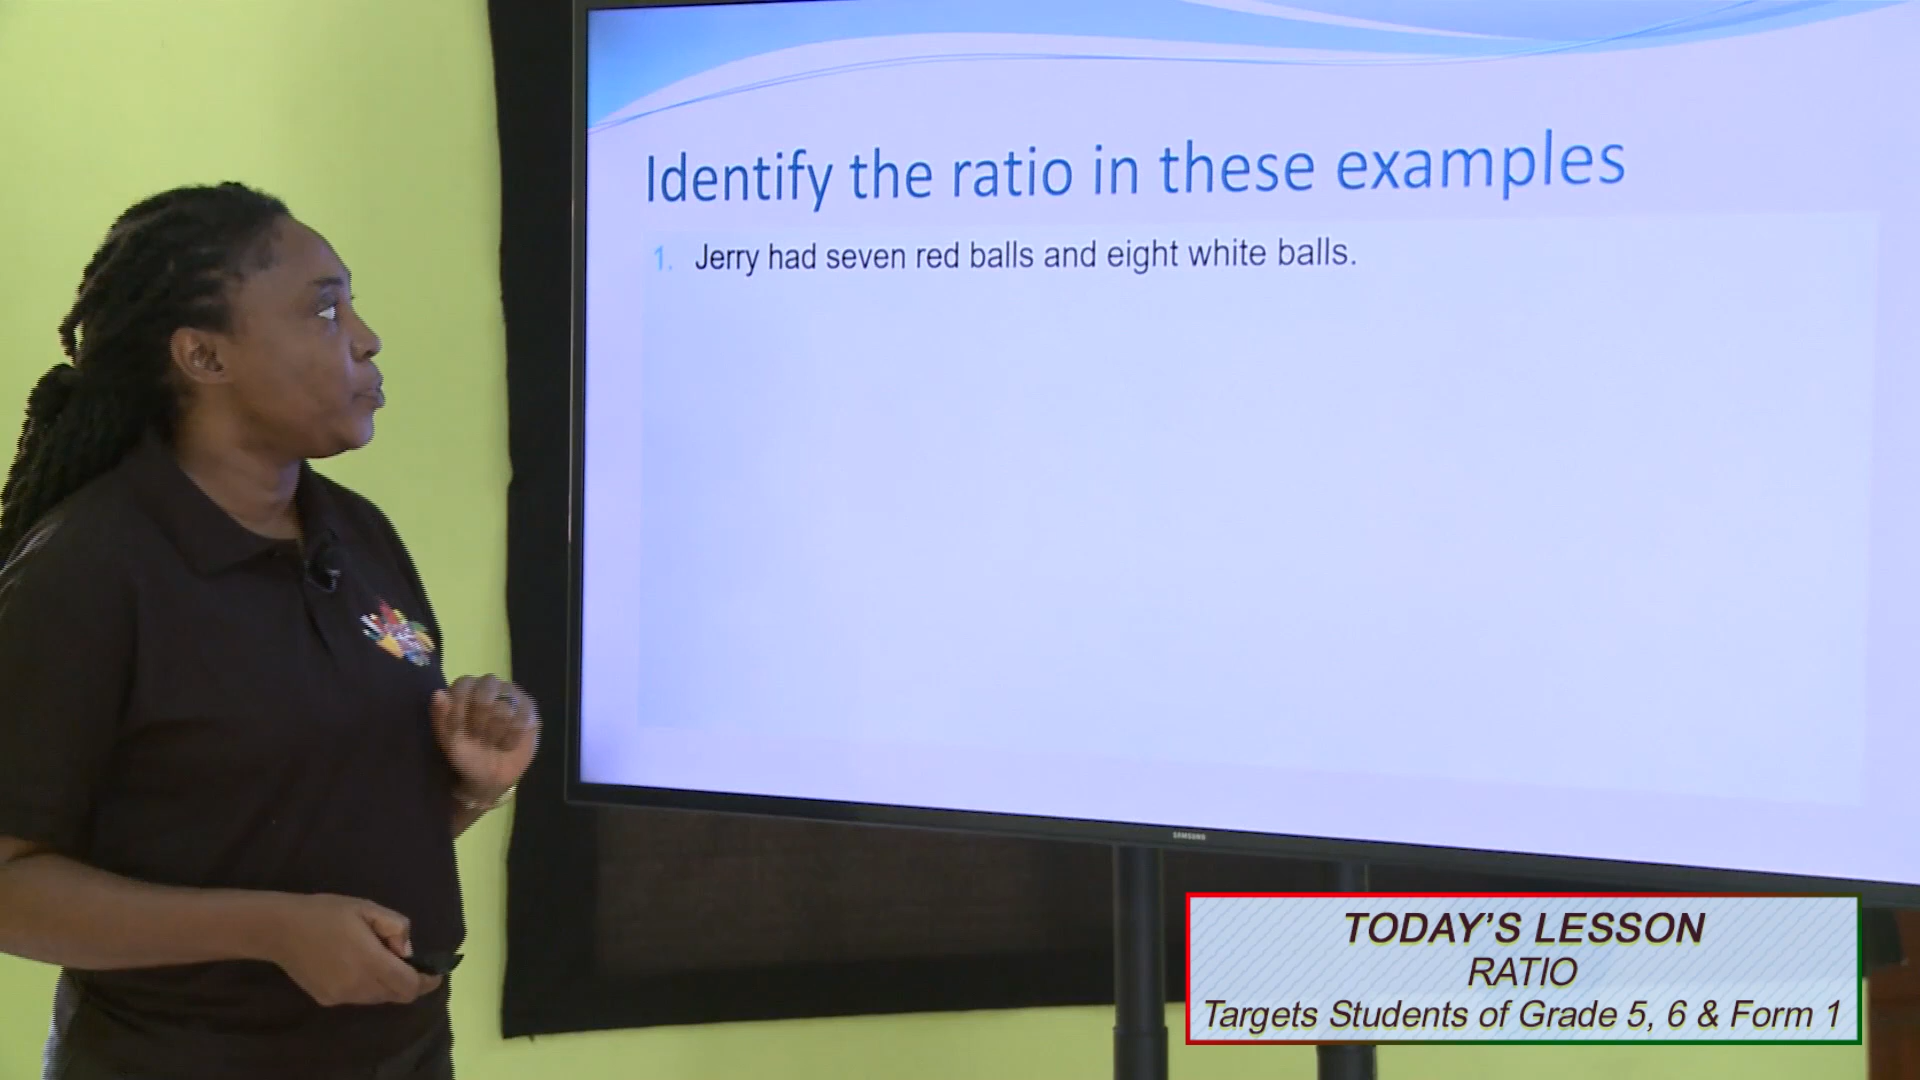 Identify the ratio in these examples
1. Jerry had seven red balls and eight white balls.
SAMSUNG
TODAY'S LESSON
RATIO
Targets Students of Grade 5, 6 & Form 1